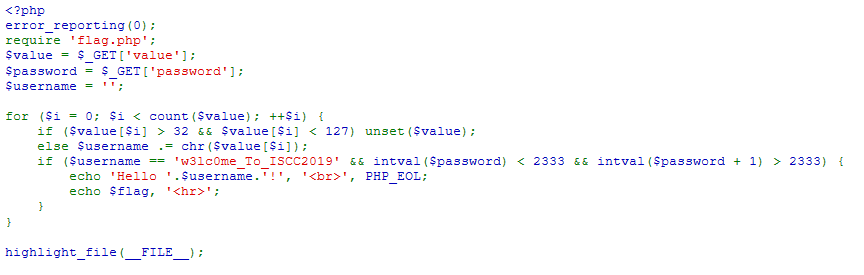 <?php
error_reporting(0);
require 'flag.php';
$value = $_GET['value'];
$password = $_GET['password'];
$username = '';

for ($i = 0; $i < count($value); ++$i) {
    if ($value[$i] > 32 && $value[$i] < 127) unset($value);
    else $username .= chr($value[$i]);
    if ($username == 'w3lc0me_To_ISCC2019' && intval($password) < 2333 && intval($password + 1) > 2333) {
        echo 'Hello '.$username.'!', '<br>', PHP_EOL;
        echo $flag, '<hr>';
    }
}

highlight_file(__FILE__);